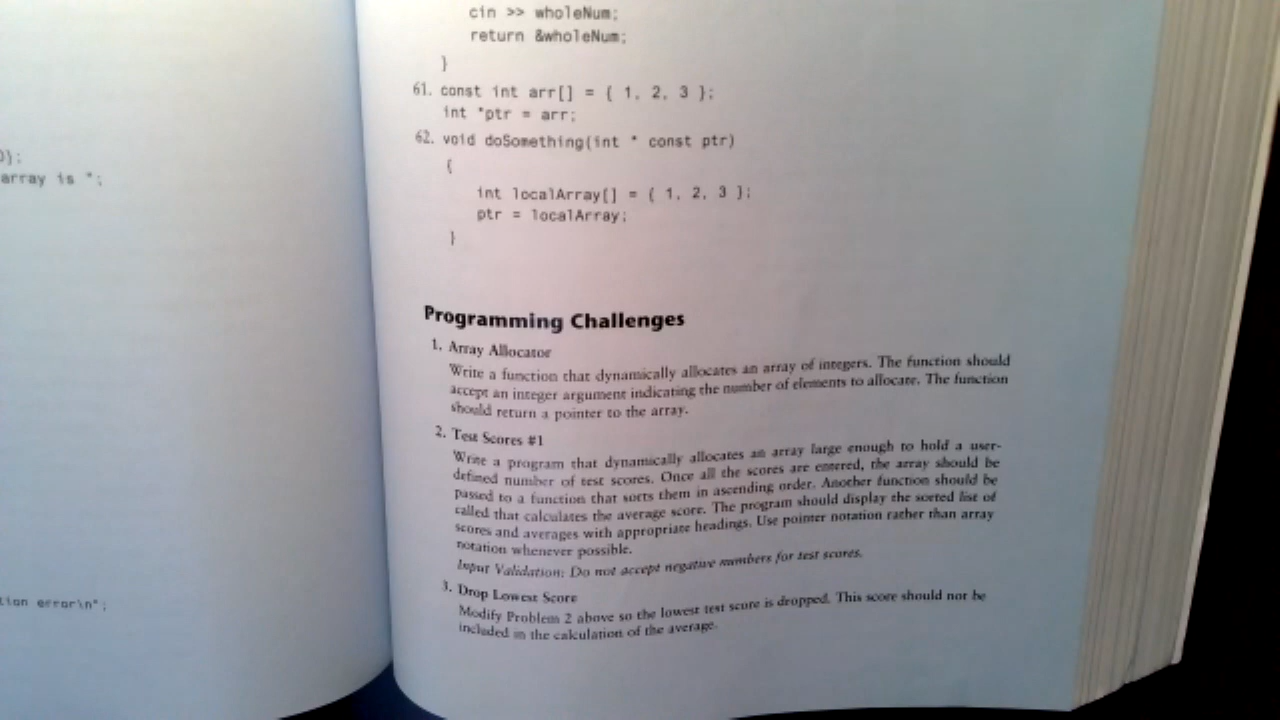 0};
array is ";
tion error\n";
cin >> wholeNum;
return &wholeNum;
}
61. const int arr[] = { 1, 2, 3 };
int *ptr = arr;
62. void doSomething(int * const ptr)
{
int localArray[] = { 1, 2, 3 };
ptr = localArray;
}
Programming Challenges
1. Array Allocator
Write a function that dynamically allocates an array of integers. The function should
accept an integer argument indicating the number of elements to allocate. The function
should return a pointer to the array.
2. Test Scores #1
Write a program that dynamically allocates an array large enough to hold a user-
defined number of test scores. Once all the scores are entered, the array should be
passed to a function that sorts them in ascending order. Another function should be
called that calculates the average score. The program should display the sorted list of
scores and averages with appropriate headings. Use pointer notation rather than array
notation whenever possible.
Input Validation: Do not accept negative numbers for test scores.
3. Drop Lowest Score
Modify Problem 2 above so the lowest test score is dropped. This score should not be
included in the calculation of the average.